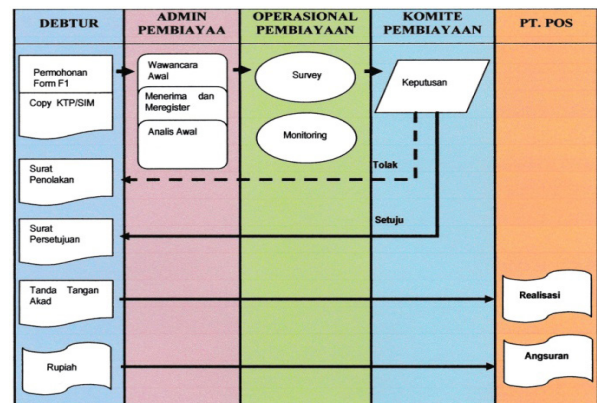 DEBTUR
ADMIN
PEMBIAYAA
OPERASIONAL
PEMBIAYAAN
KOMITE
PEMBIAYAAN
PT. POS
Permohonan
Form F1
Copy KTP/SIM
Wawancara
Awal
Menerima dan
Meregister
Analis Awal
Survey
Monitoring
Keputusan
Tolak
Surat
Penolakan
Setuju
Surat
Persetujuan
Tanda Tangan
Akad
Realisasi
Rupiah
Angsuran